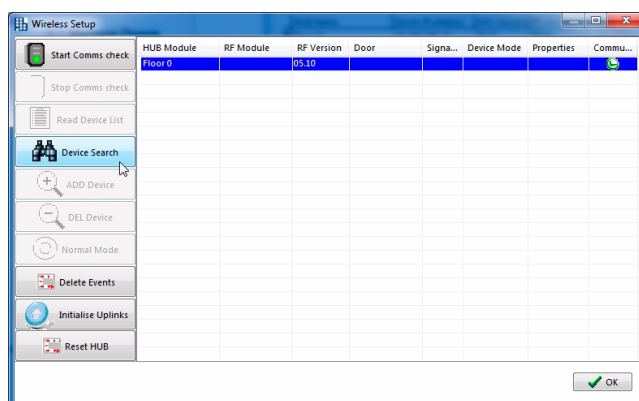 Wireless Setup
Start Comms check
Stop Comms check
Read Device List
Device Search
ADD Device
DEL Device
Normal Mode
Delete Events
Initialise Uplinks
Reset HUB
HUB Module RF Module RF Version Door Signa... Device Mode Properties Commu...
Floor 0 05.10
OK